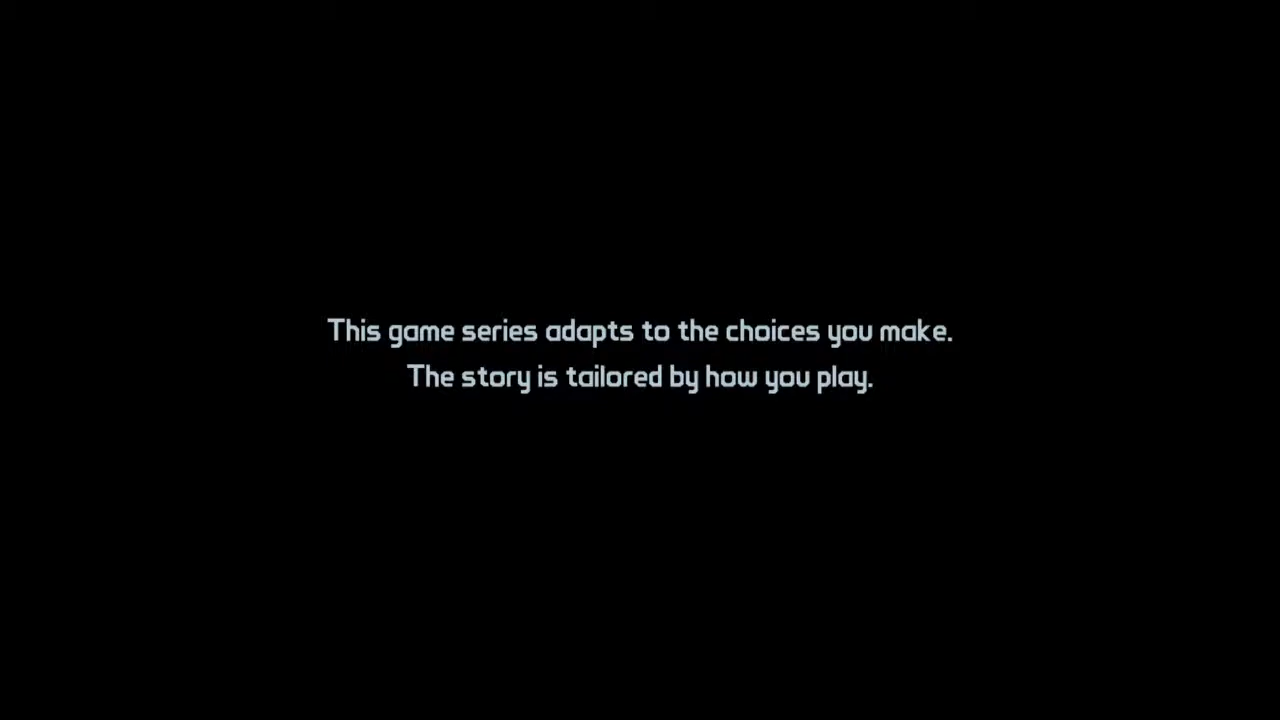 This game series adapts to the choices you make.
The story is tailored by how you play.